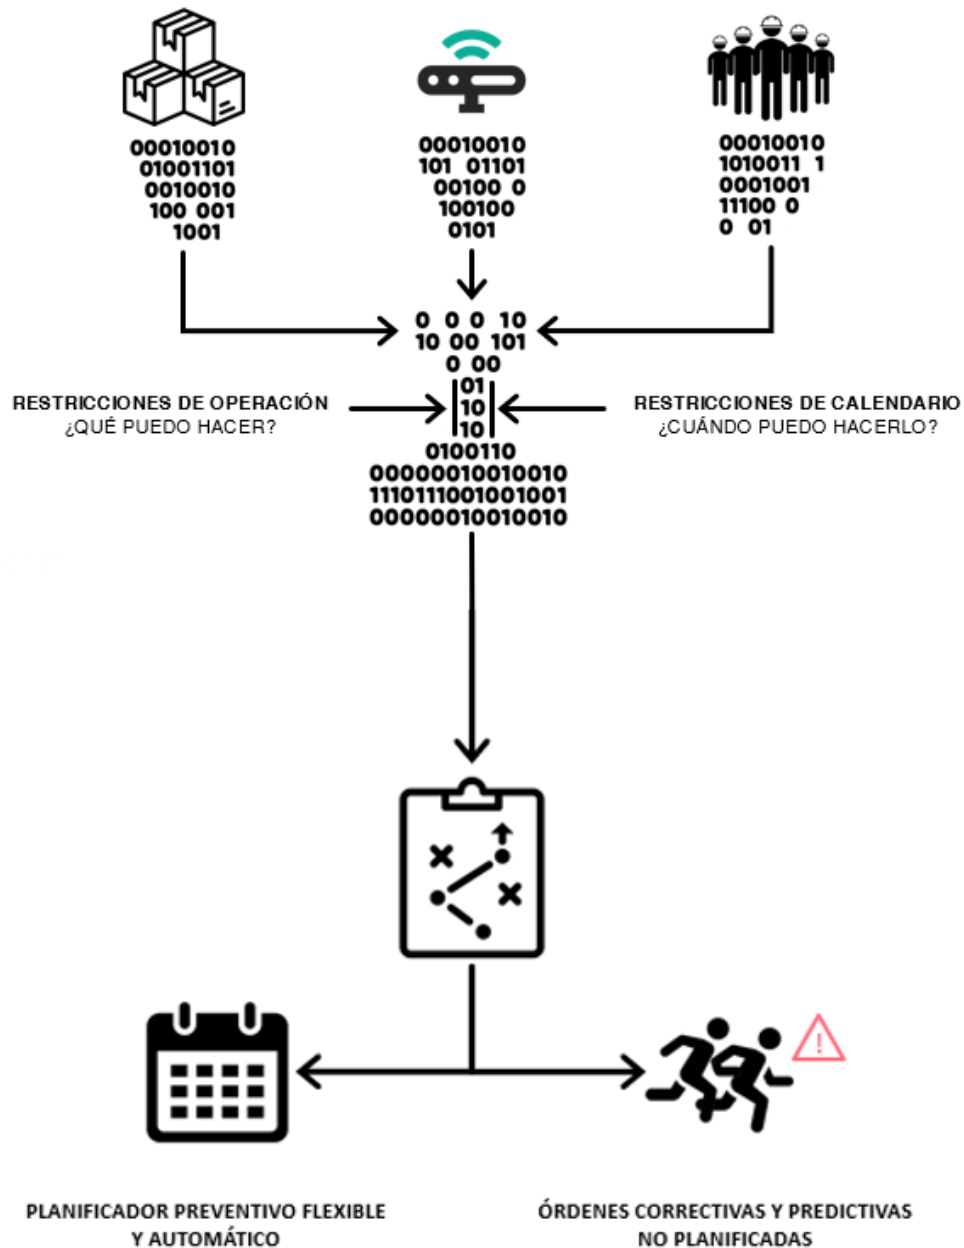 00010010
01001101
0010010
100 001
1001
00010010
101 01101
00100 0
100100
0101
00010010
1010011 1
0001001
11100 0
0 01
0 0 0 10
10 00 101
0 00
01
10
10
RESTRICCIONES DE OPERACIÓN
¿QUÉ PUEDO HACER?
RESTRICCIONES DE CALENDARIO
¿CUÁNDO PUEDO HACERLO?
0100110
0000010010010
1110111001001001
0000010010010
!
PLANIFICADOR PREVENTIVO FLEXIBLE
Y AUTOMÁTICO
ÓRDENES CORRECTIVAS Y PREDICTIVAS
NO PLANIFICADAS